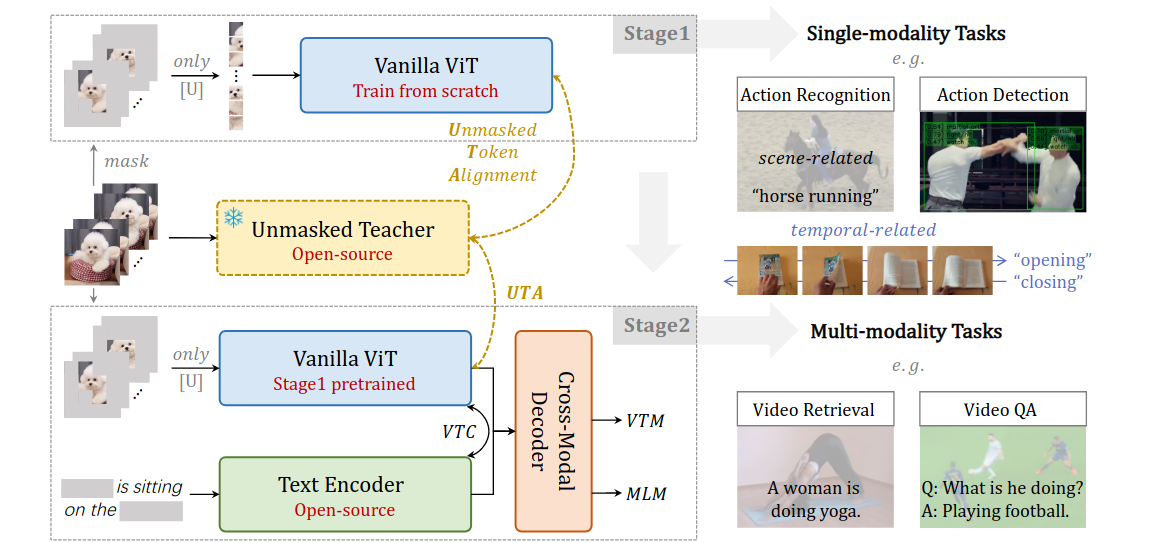 Stage1
only
[U]
Vanilla ViT
Train from scratch
Unmasked
Token
Alignment
mask
Unmasked Teacher
Open-source
UTA
Stage2
only
[U]
Vanilla ViT
Stage1 pretrained
VTC
Cross-Modal
Decoder
VTM
MLM
is sitting
on the
Text Encoder
Open-source
Single-modality Tasks
e.g.
Action Recognition
scene-related
“horse running”
Action Detection
temporal-related
“opening”
“closing”
Multi-modality Tasks
e.g.
Video Retrieval
A woman is
doing yoga.
Video QA
Q: What is he doing?
A: Playing football.